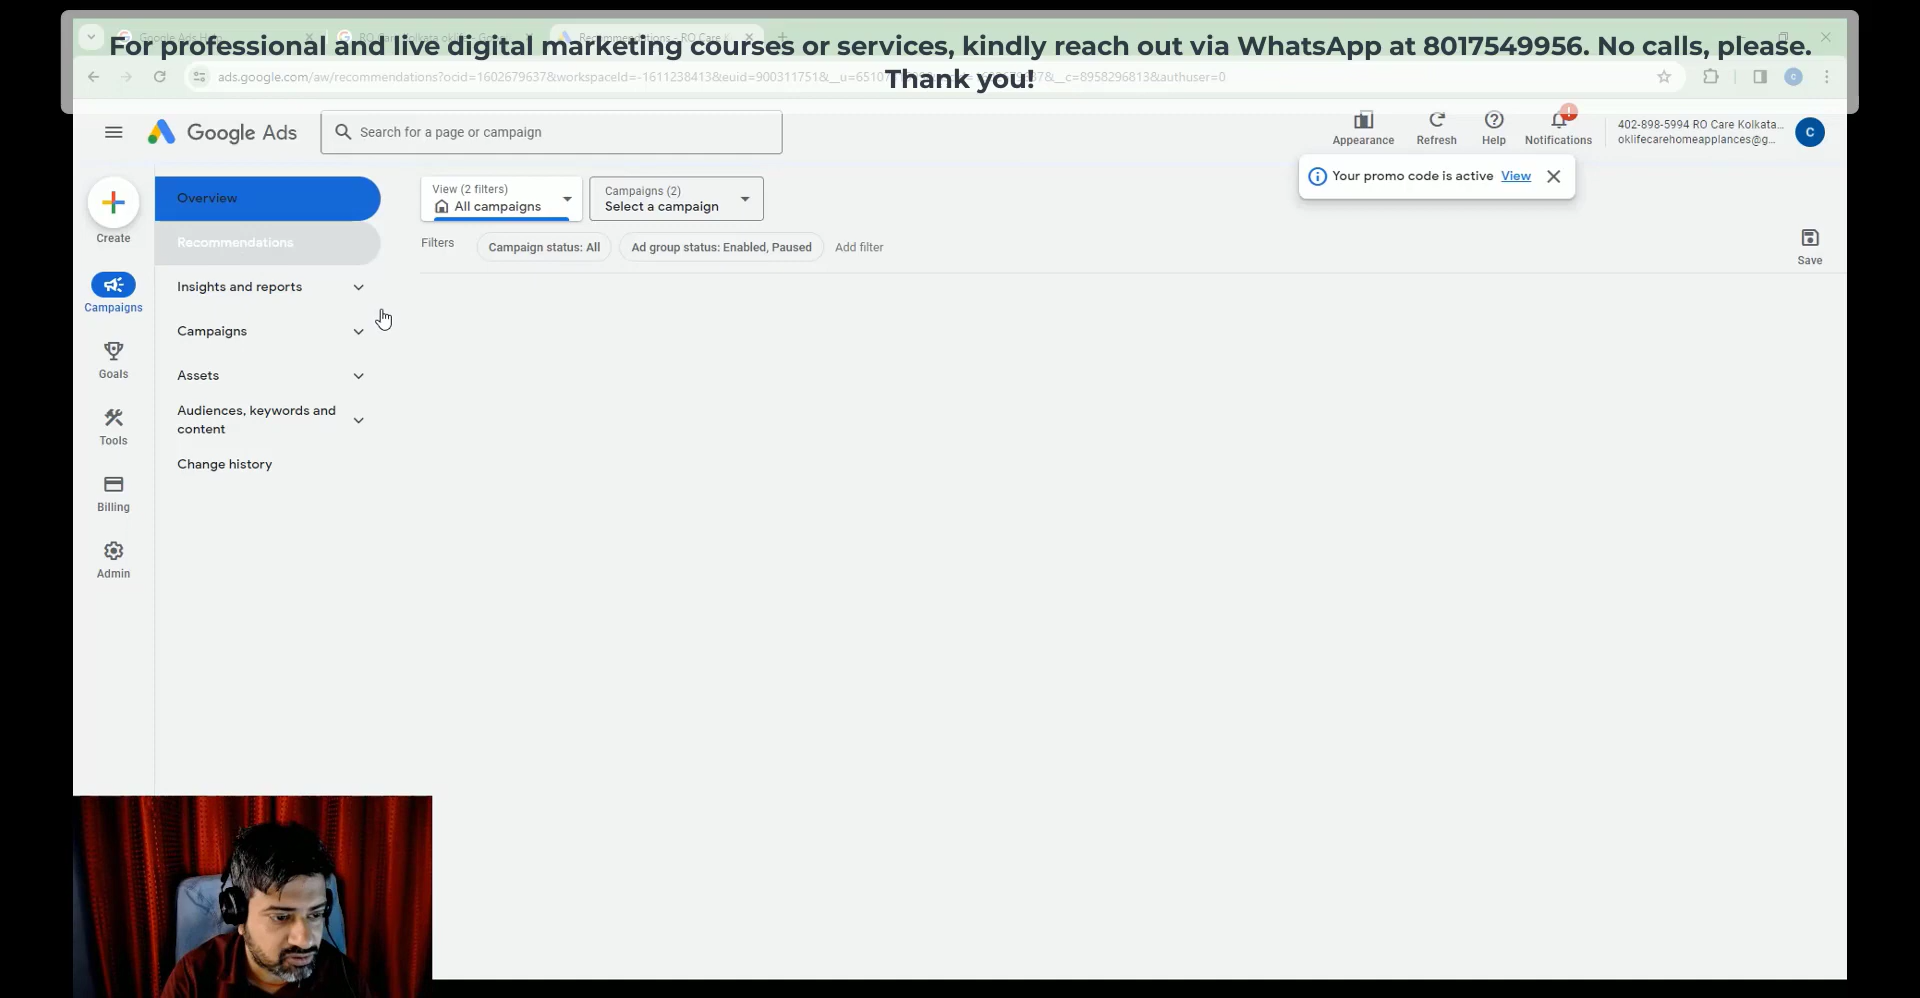 For professional and live digital marketing courses or services, kindly reach out via WhatsApp at 8017549956. No calls, please.
Thank you!
Google Ads
Search for a page or campaign
Appearance
Refresh
Help
Notifications
402-898-5994 RO Care Kolkata...
oklifecarehomeappliances@g...
C
Your promo code is active View
Create
Campaigns
Goals
Tools
Billing
Admin
Overview
Recommendations
Insights and reports
Campaigns
Assets
Audiences, keywords and
content
Change history
View (2 filters)
All campaigns
Campaigns (2)
Select a campaign
Filters
Campaign status: All
Ad group status: Enabled, Paused
Add filter
Save